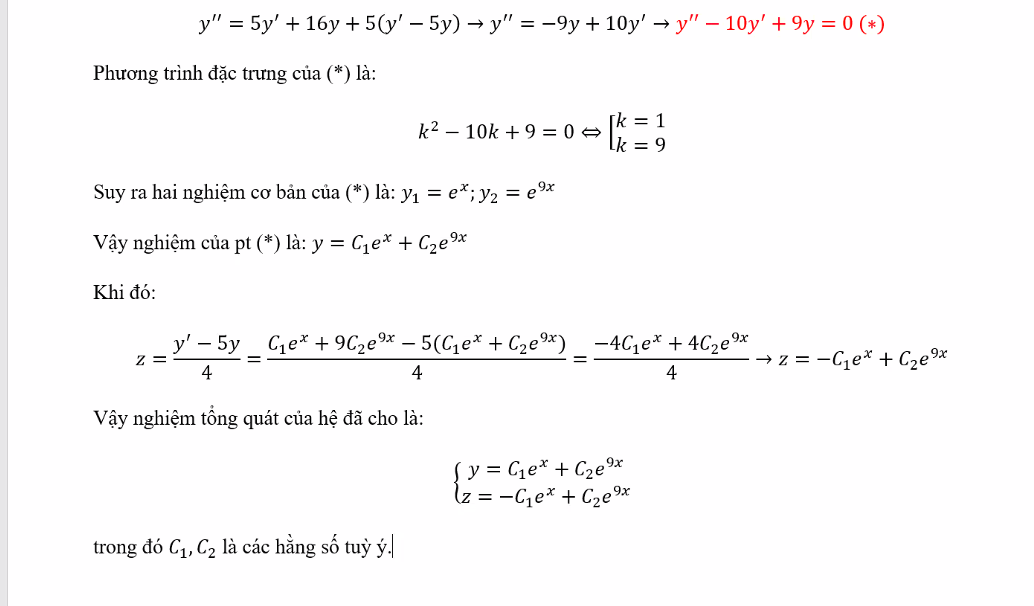 y′′ = 5y′ + 16y + 5(y′ − 5y) → y′′ = −9y + 10y′ → y′′ − 10y′ + 9y = 0 (∗)
Phương trình đặc trưng của (*) là:
k² − 10k + 9 = 0 ⇔ [k = 1
k = 9
Suy ra hai nghiệm cơ bản của (*) là: y₁ = eˣ; y₂ = e⁹ˣ
Vậy nghiệm của pt (*) là: y = C₁eˣ + C₂e⁹ˣ
Khi đó:
z = (y′ − 5y)/4 = (C₁eˣ + 9C₂e⁹ˣ − 5(C₁eˣ + C₂e⁹ˣ))/4 = (−4C₁eˣ + 4C₂e⁹ˣ)/4 → z = −C₁eˣ + C₂e⁹ˣ
Vậy nghiệm tổng quát của hệ đã cho là:
{y = C₁eˣ + C₂e⁹ˣ
z = −C₁eˣ + C₂e⁹ˣ
trong đó C₁, C₂ là các hằng số tuỳ ý.